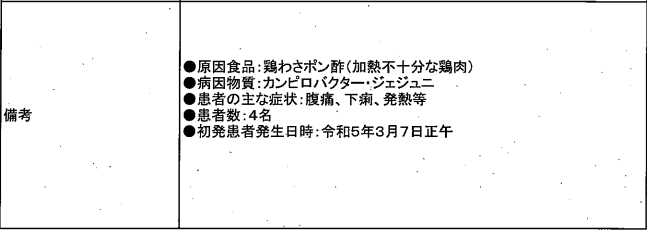 ●原因食品:鶏わさポン酢(加熱不十分な鶏肉)
●病因物質:カンピロバクター・ジェジュニ
●患者の主な症状:腹痛、下痢、発熱等
備考
●患者数:4名
●初発患者発生日時:令和5年3月7日正午